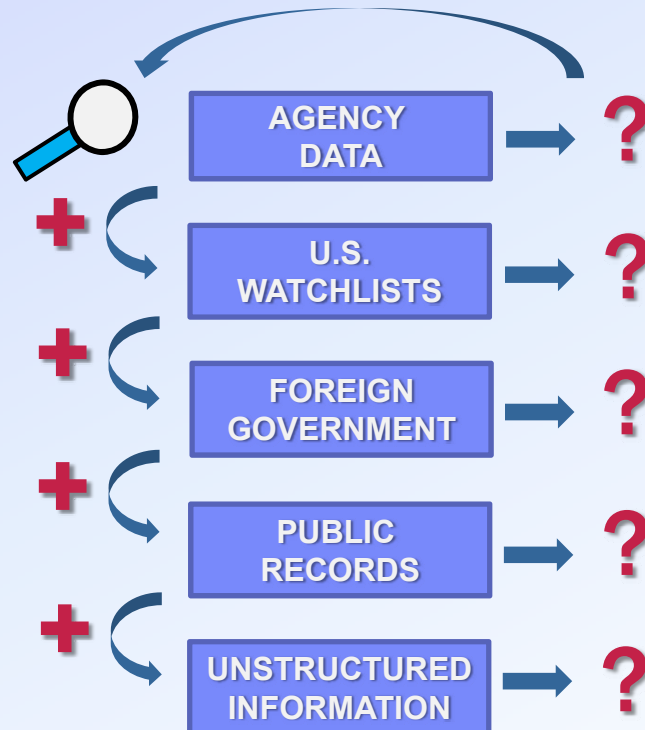 AGENCY
DATA
?
U.S.
WATCHLISTS
?
FOREIGN
GOVERNMENT
?
PUBLIC
RECORDS
?
UNSTRUCTURED
INFORMATION
?